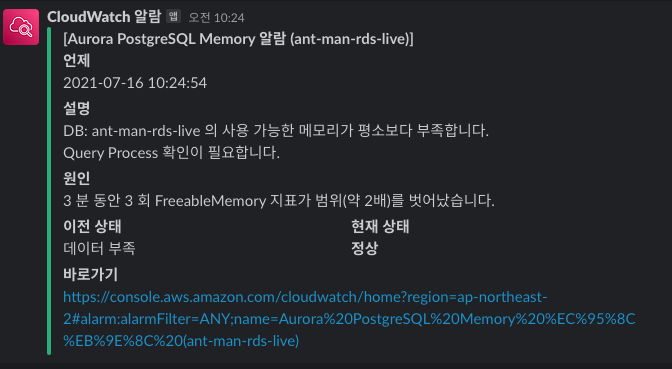 CloudWatch 알람 앱 오전 10:24
[Aurora PostgreSQL Memory 알람 (ant-man-rds-live)]
언제
2021-07-16 10:24:54
설명
DB: ant-man-rds-live 의 사용 가능한 메모리가 평소보다 부족합니다.
Query Process 확인이 필요합니다.
원인
3 분 동안 3 회 FreeableMemory 지표가 범위(약 2배)를 벗어났습니다.
이전 상태 현재 상태
데이터 부족 정상
바로가기
https://console.aws.amazon.com/cloudwatch/home?region=ap-northeast-
2#alarm:alarmFilter=ANY;name=Aurora%20PostgreSQL%20Memory%20%EC%95%8C
%EB%9E%8C%20(ant-man-rds-live)